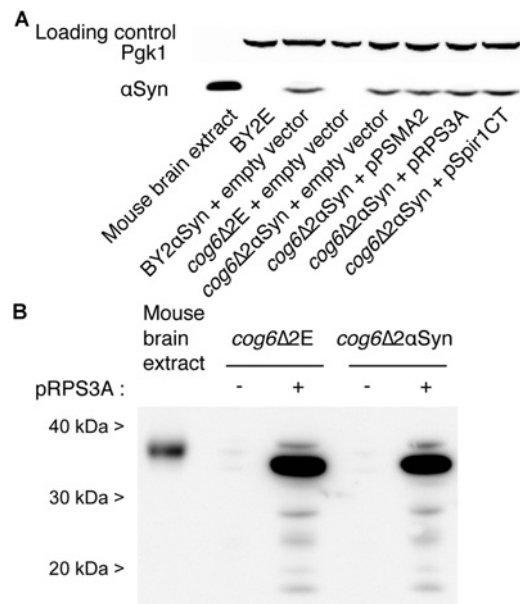 A
Loading control
Pgk1
αSyn
Mouse brain extract
BY2E
BY2αSyn + empty vector
cog6Δ2E + empty vector
cog6Δ2αSyn + empty vector
cog6Δ2αSyn + pPSMA2
cog6Δ2αSyn + pRPS3A
cog6Δ2αSyn + pSpir1CT
B
Mouse
brain
extract
cog6Δ2E cog6Δ2αSyn
pRPS3A : - + - +
40 kDa >
30 kDa >
20 kDa >